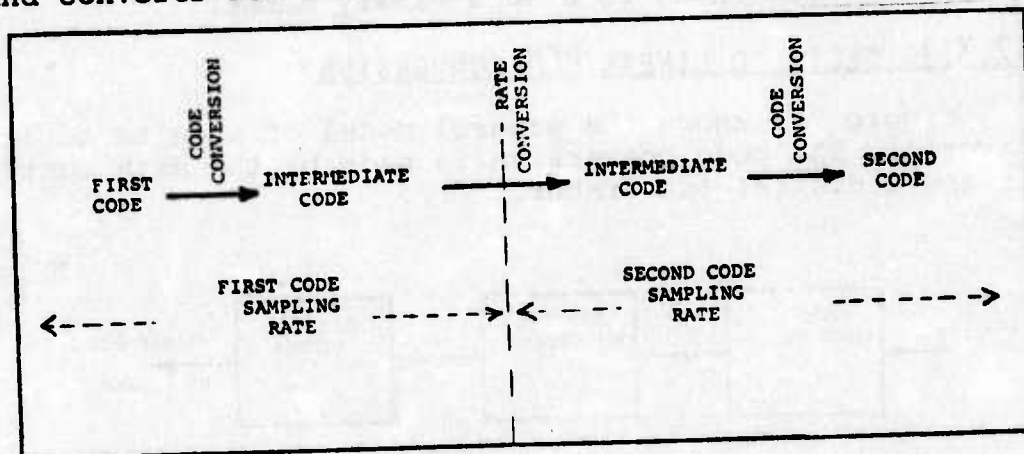 CODE
CONVERSION
RATE
CONVERSION
CODE
CONVERSION
FIRST
CODE
INTERMEDIATE
CODE
INTERMEDIATE
CODE
SECOND
CODE
FIRST CODE
SAMPLING
RATE
SECOND CODE
SAMPLING
RATE